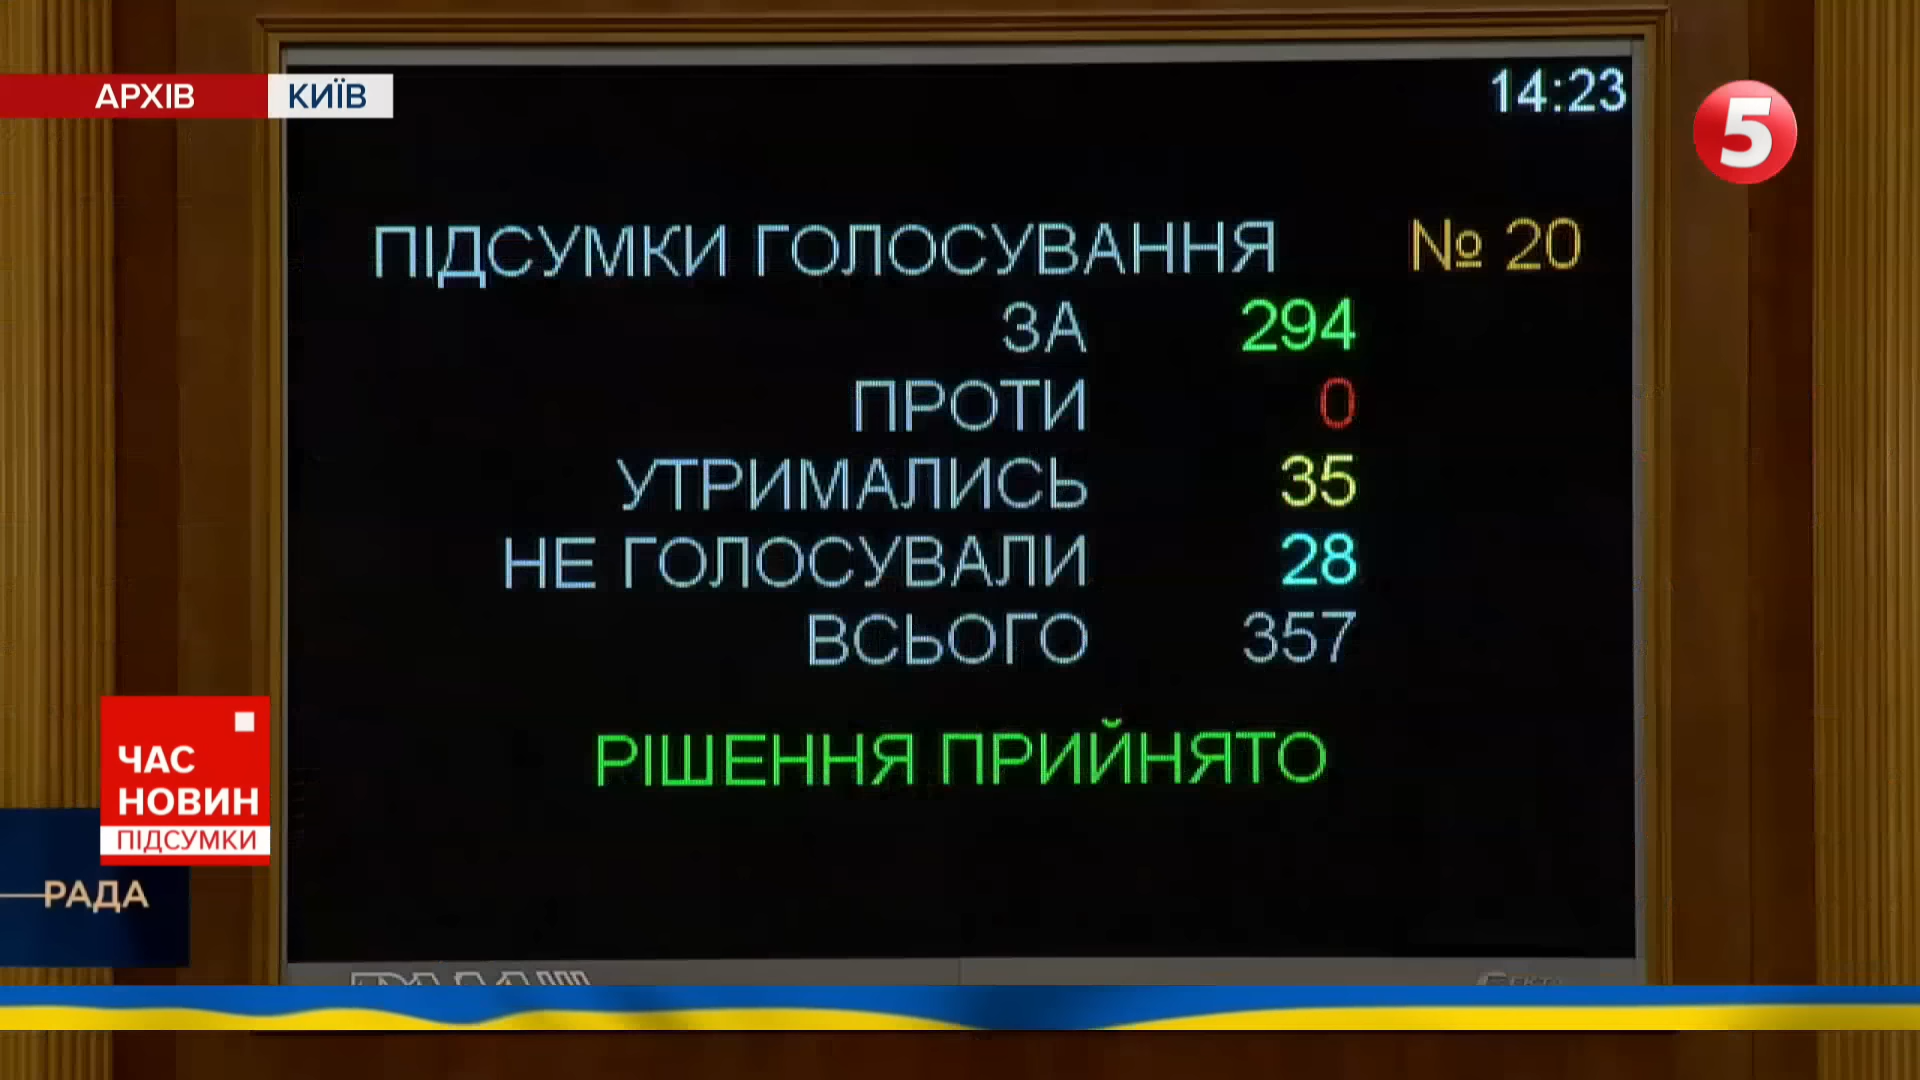 АРХІВ КИЇВ
14:23
5
ПІДСУМКИ ГОЛОСУВАННЯ № 20
ЗА 294
ПРОТИ 0
УТРИМАЛИСЬ 35
НЕ ГОЛОСУВАЛИ 28
ВСЬОГО 357
РІШЕННЯ ПРИЙНЯТО
ЧАС
НОВИН
ПІДСУМКИ
РАДА